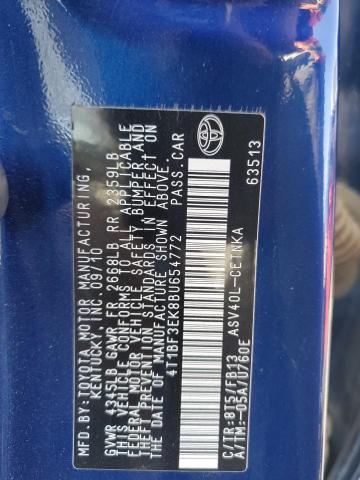 MFD.BY:TOYOTA MOTOR MANUFACTURING,
KENTUCKY, INC. 09/10
GVWR 4345LB GAWR FR 2668LB RR 2359LB
THIS VEHICLE CONFORMS TO ALL APPLICABLE
FEDERAL MOTOR VEHICLE SAFETY, BUMPER AND
THEFT PREVENTION STANDARDS IN EFFECT ON
THE DATE OF MANUFACTURE SHOWN ABOVE.
4T1BF3EK8BU654772 PASS.CAR
C/TR:8T5/FB13 ASV40L-CETNKA
A/TM:-05A/U760E
63513
TOYOTA